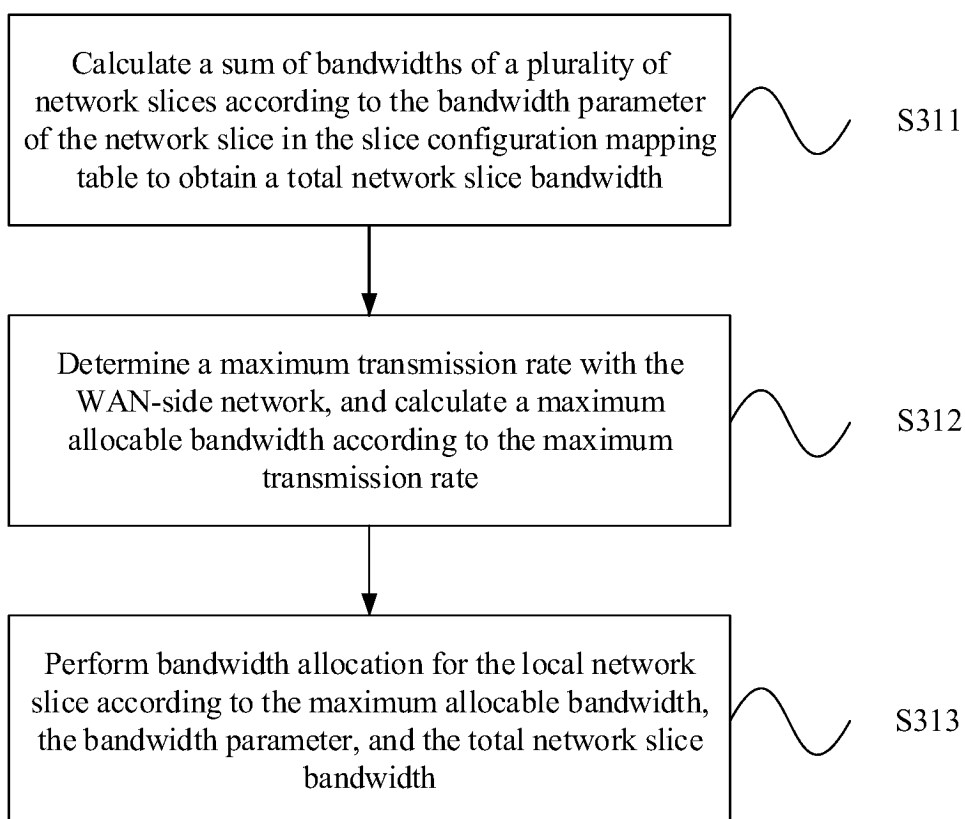 Calculate a sum of bandwidths of a plurality of
network slices according to the bandwidth parameter
of the network slice in the slice configuration mapping
table to obtain a total network slice bandwidth
S311
Determine a maximum transmission rate with the
WAN-side network, and calculate a maximum
allocable bandwidth according to the maximum
transmission rate
S312
Perform bandwidth allocation for the local network
slice according to the maximum allocable bandwidth,
the bandwidth parameter, and the total network slice
bandwidth
S313